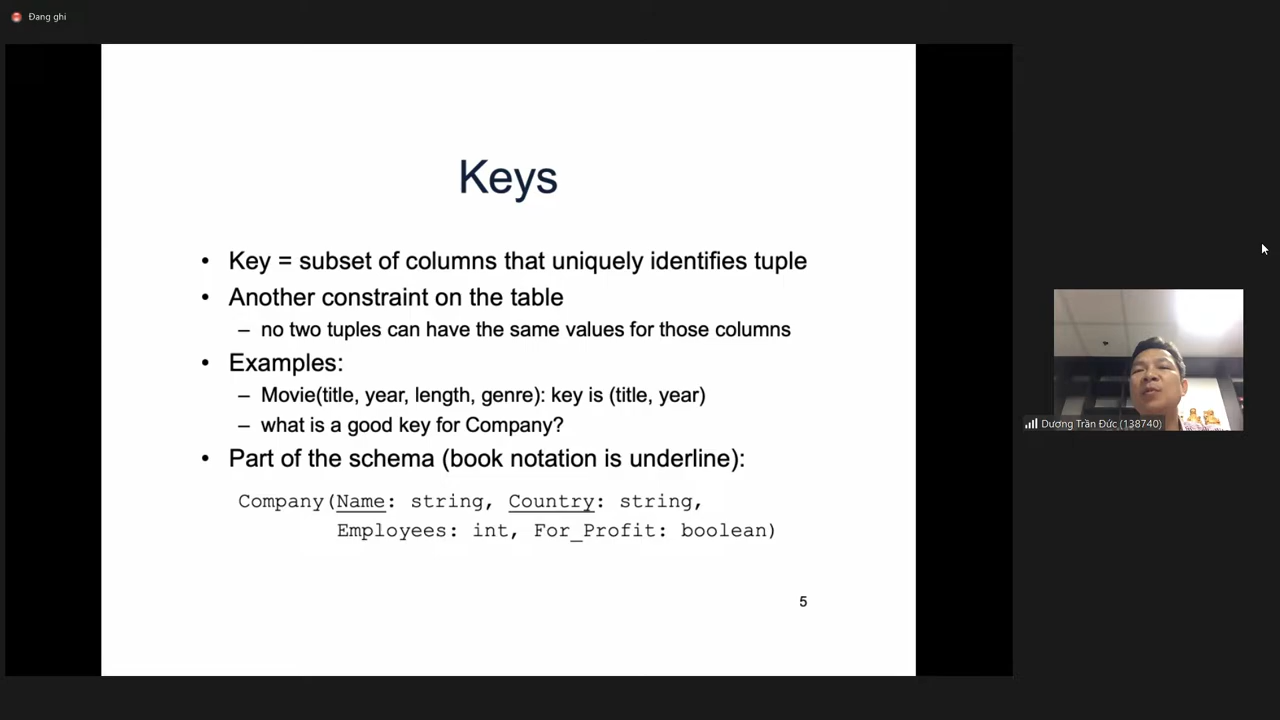 Đang ghi
Keys
• Key = subset of columns that uniquely identifies tuple
• Another constraint on the table
– no two tuples can have the same values for those columns
• Examples:
– Movie(title, year, length, genre): key is (title, year)
– what is a good key for Company?
• Part of the schema (book notation is underline):
Company(Name: string, Country: string,
Employees: int, For_Profit: boolean)
5
Dương Trần Đức (138740)